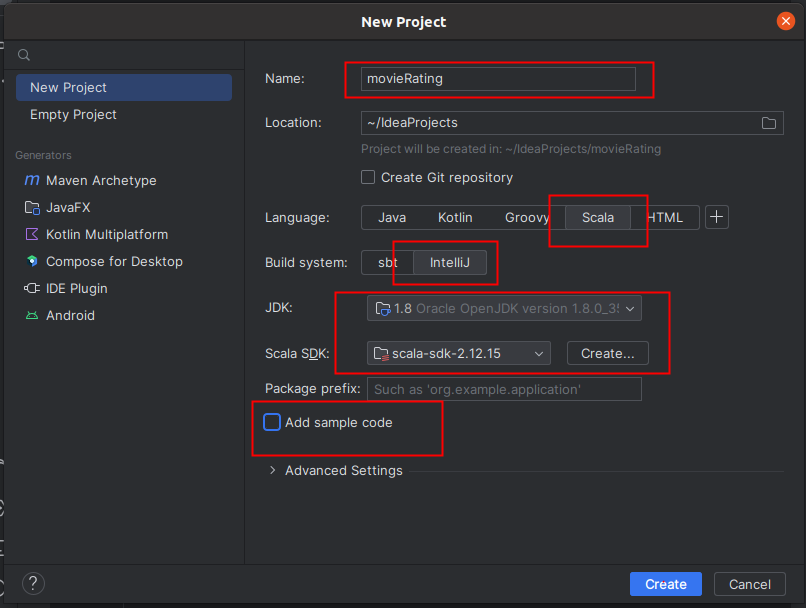 New Project
New Project
Empty Project
Generators
Maven Archetype
JavaFX
Kotlin Multiplatform
Compose for Desktop
IDE Plugin
Android
Name: movieRating
Location: ~/IdeaProjects
Project will be created in: ~/IdeaProjects/movieRating
Create Git repository
Language: Java Kotlin Groovy Scala HTML +
Build system: sbt IntelliJ
JDK: 1.8 Oracle OpenJDK version 1.8.0_35
Scala SDK: scala-sdk-2.12.15 Create...
Package prefix: Such as 'org.example.application'
Add sample code
Advanced Settings
? Create Cancel